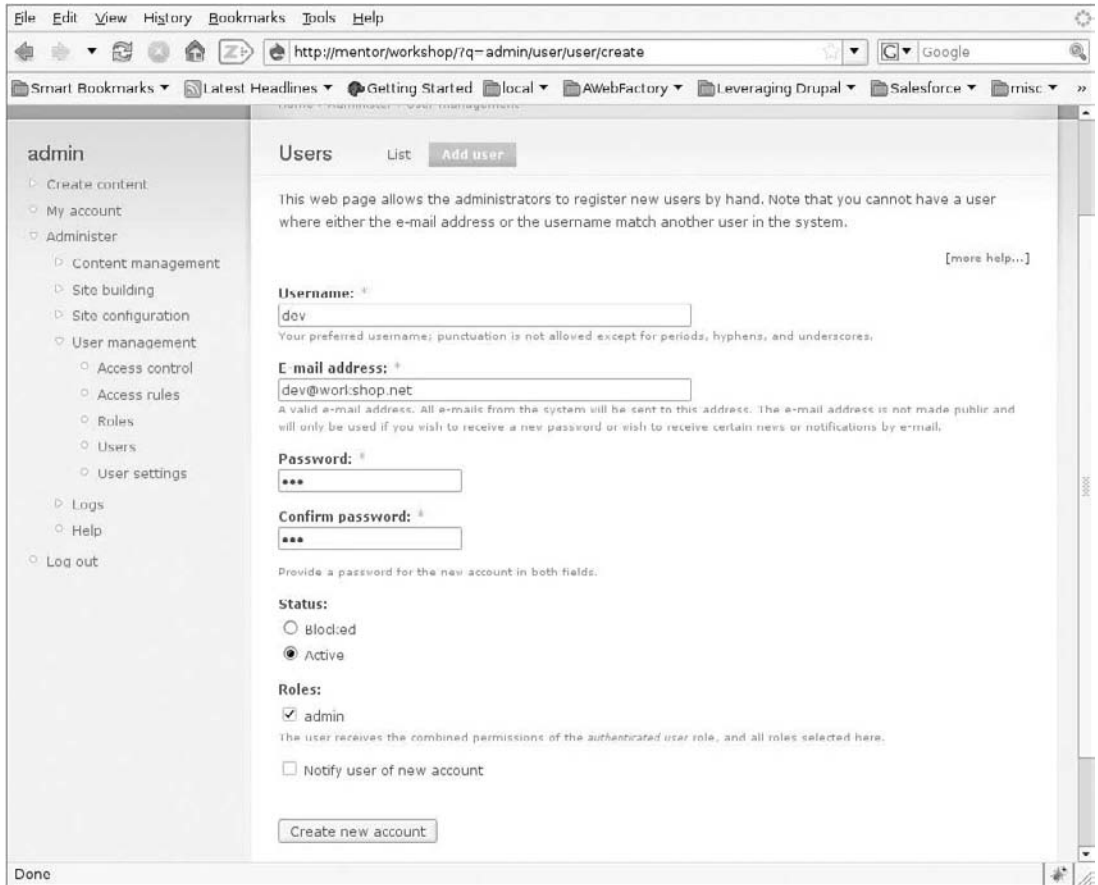 File Edit View History Bookmarks Tools Help
http://mentor/workshop/?q=admin/user/user/create
G Google
Smart Bookmarks Latest Headlines Getting Started local AWebFactory Leveraging Drupal Salesforce misc »
Home › Administer › User management
admin
Create content
My account
Administer
Content management
Site building
Site configuration
User management
Access control
Access rules
Roles
Users
User settings
Logs
Help
Log out
Users List Add user
This web page allows the administrators to register new users by hand. Note that you cannot have a user
where either the e-mail address or the username match another user in the system.
[more help...]
Username: *
dev
Your preferred username; punctuation is not allowed except for periods, hyphens, and underscores.
E-mail address: *
dev@workshop.net
A valid e-mail address. All e-mails from the system will be sent to this address. The e-mail address is not made public and
will only be used if you wish to receive a new password or wish to receive certain news or notifications by e-mail.
Password: *
•••
Confirm password: *
•••
Provide a password for the new account in both fields.
Status:
Blocked
Active
Roles:
admin
The user receives the combined permissions of the authenticated user role, and all roles selected here.
Notify user of new account
Create new account
Done